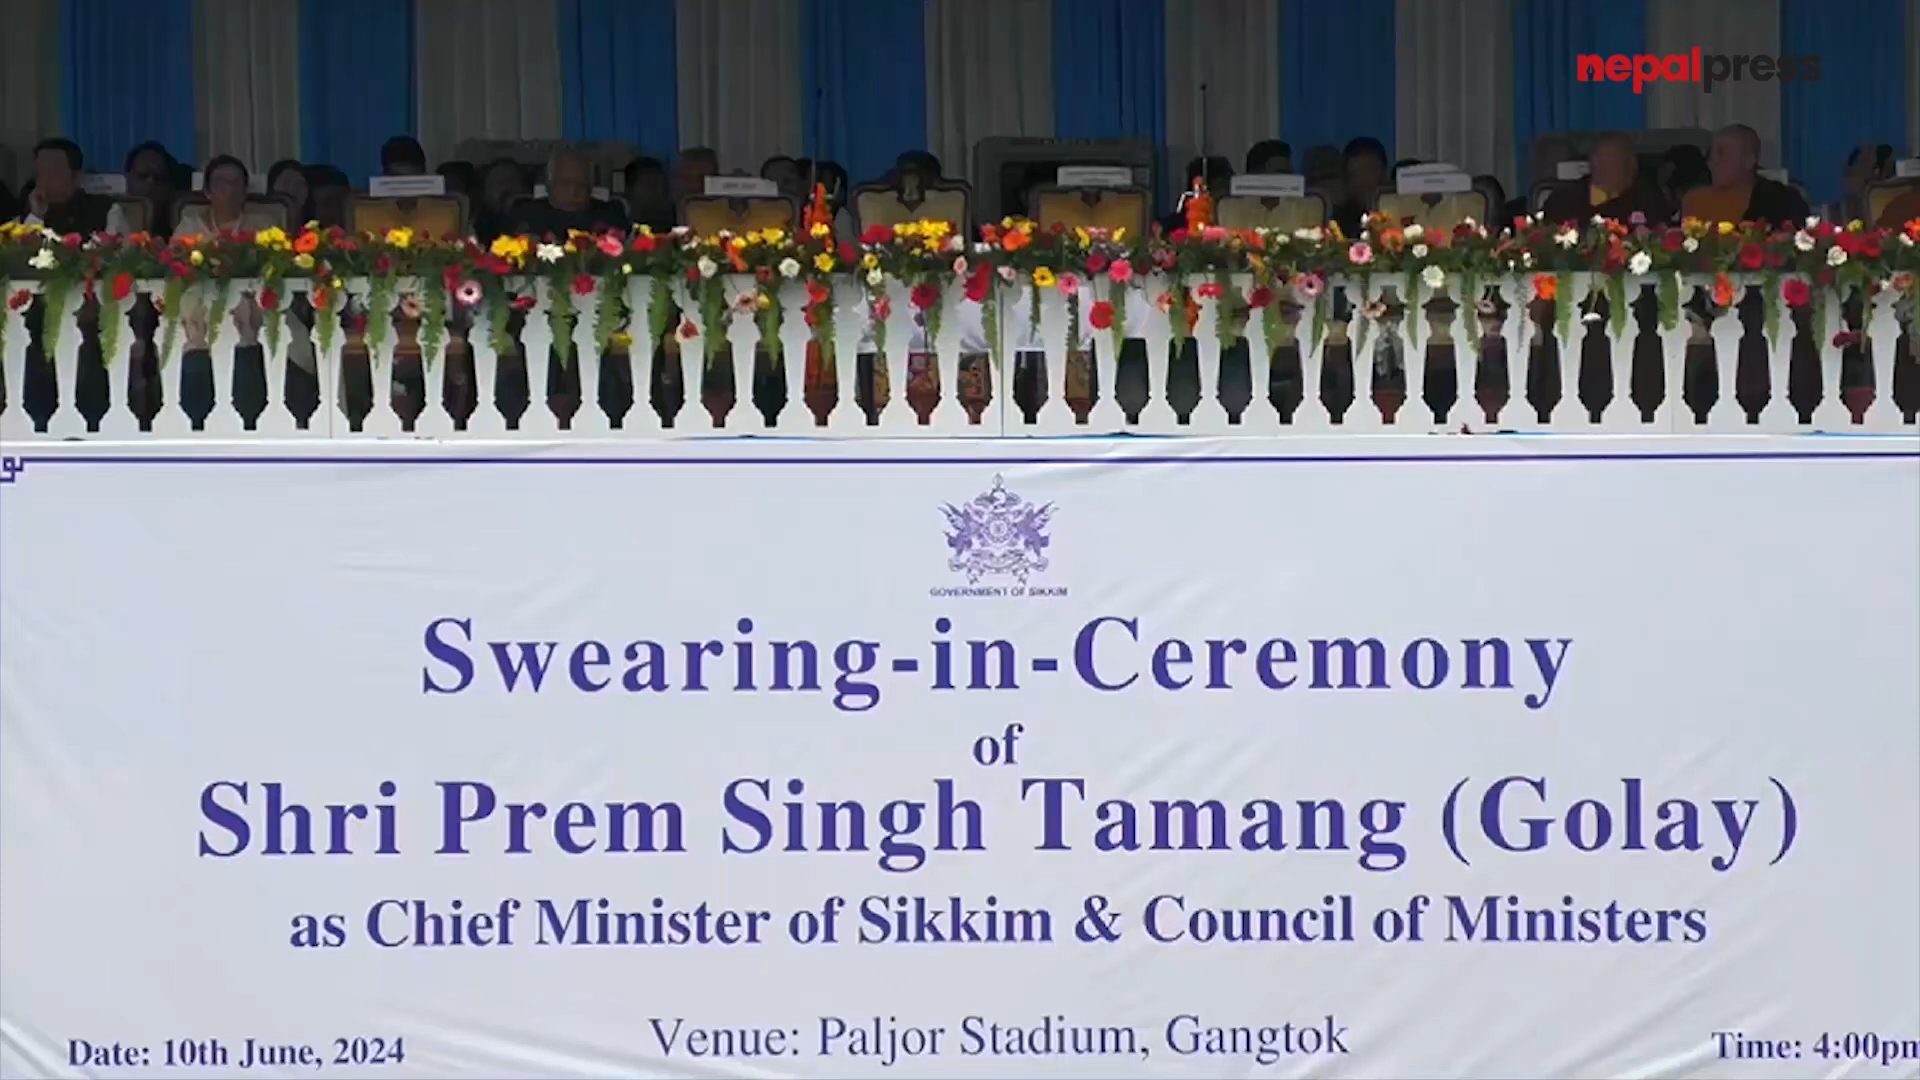 nepalpress
GOVERNMENT OF SIKKIM
Swearing-in-Ceremony
of
Shri Prem Singh Tamang (Golay)
as Chief Minister of Sikkim & Council of Ministers
Venue: Paljor Stadium, Gangtok
Date: 10th June, 2024
Time: 4:00pm